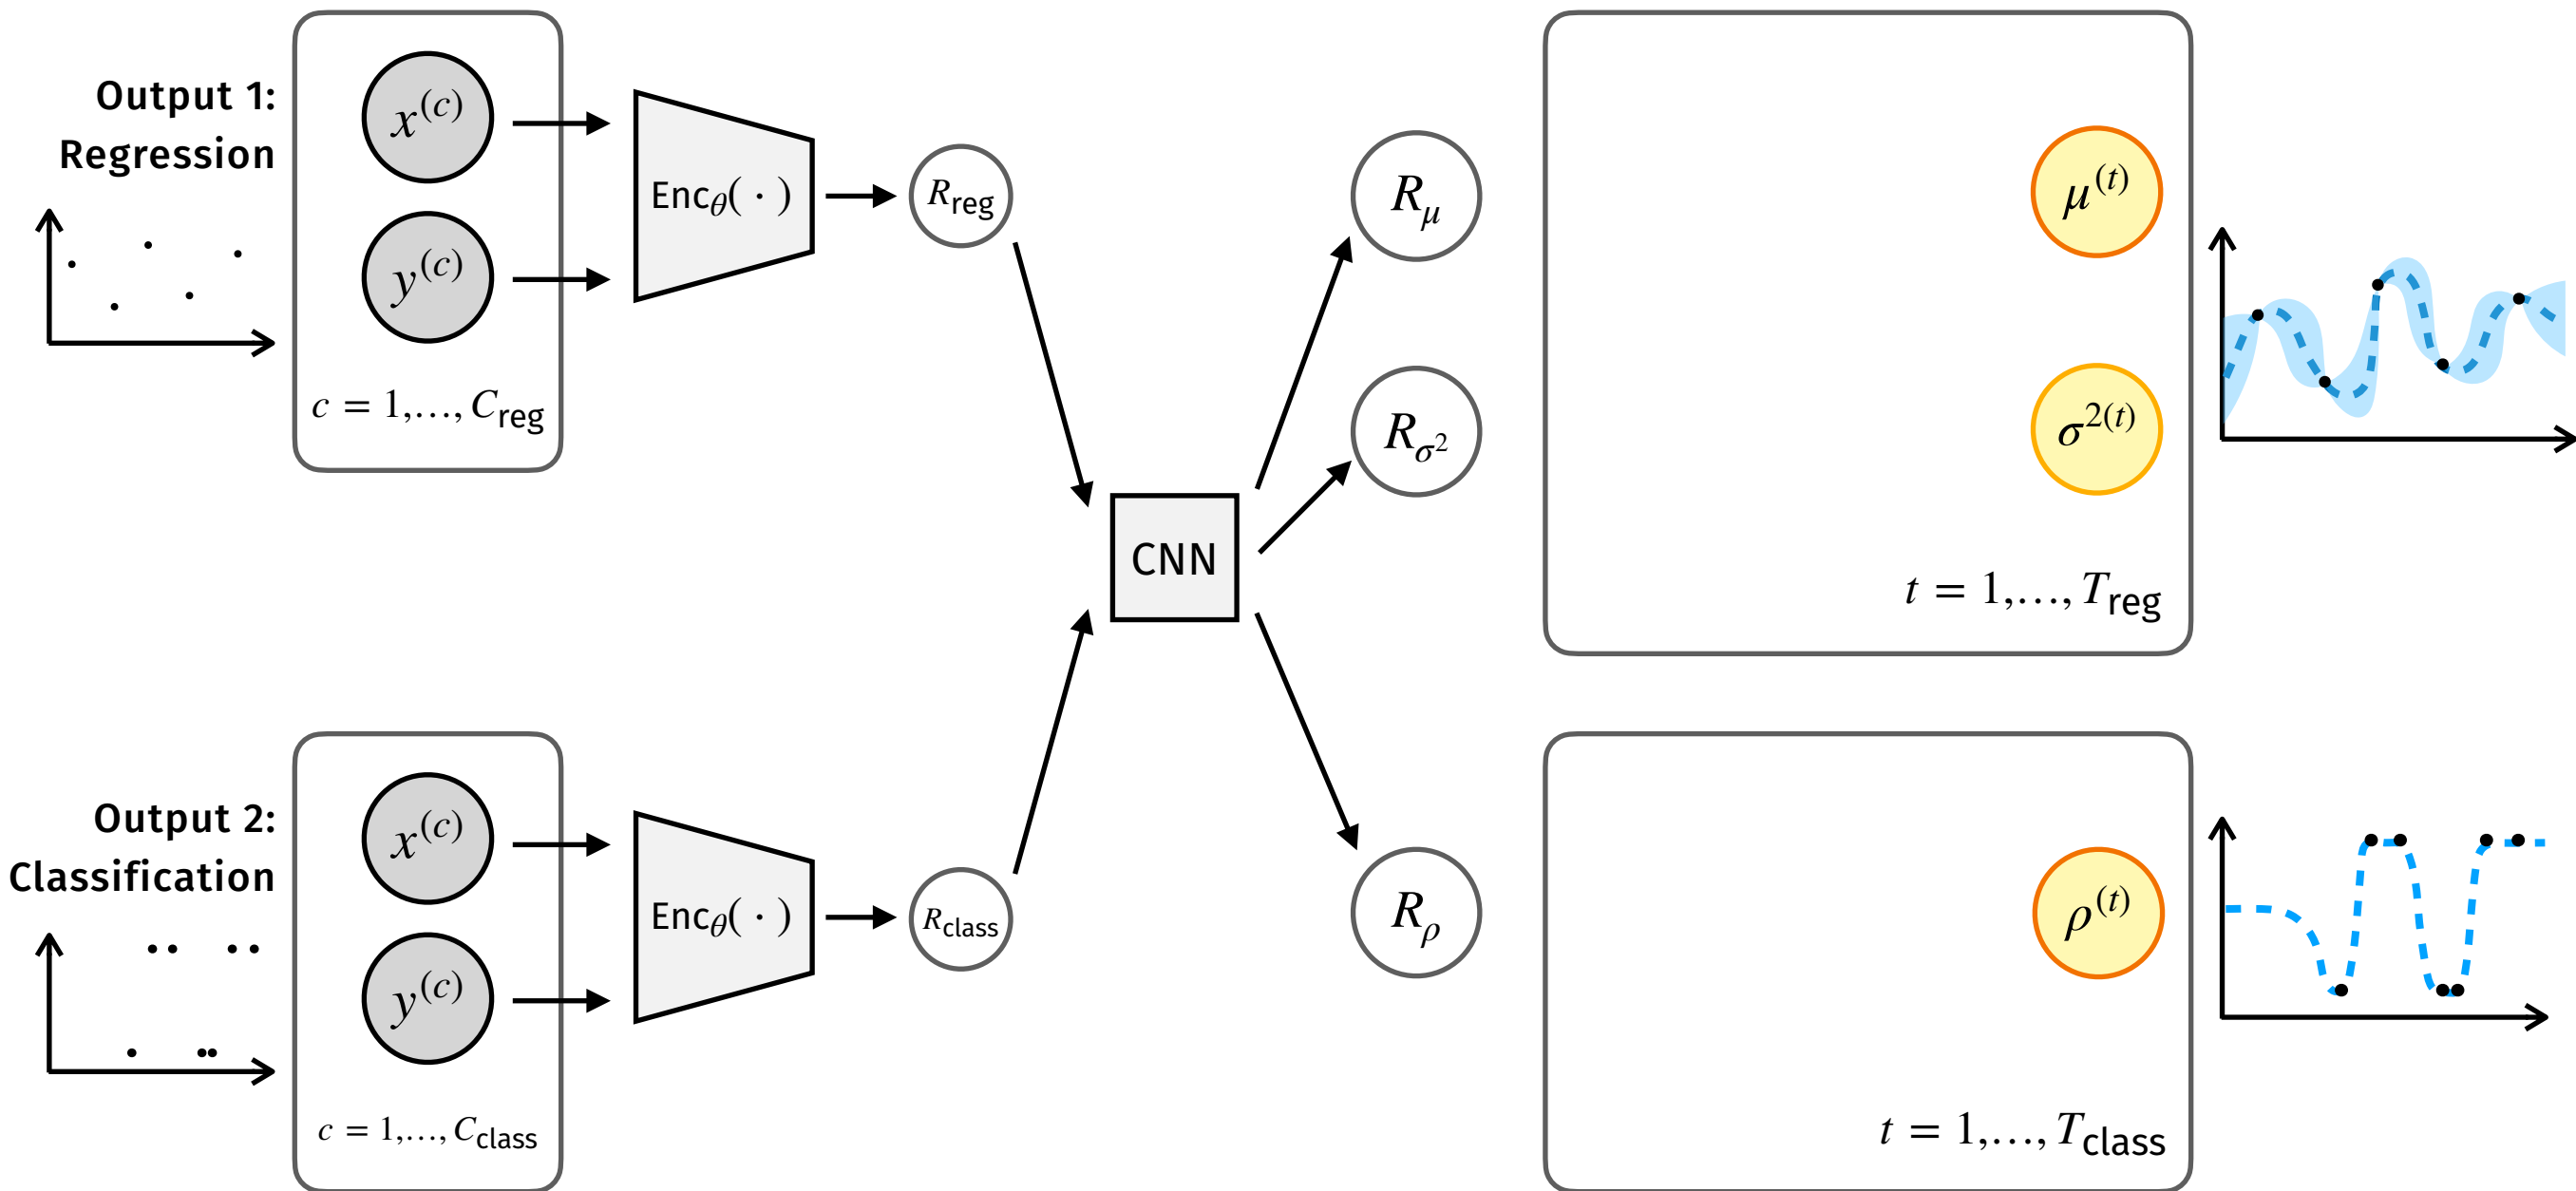 Output 1:
Regression
x^(c)
y^(c)
c = 1,…, C_reg
Enc_θ( · )
R_reg
CNN
R_μ
R_σ²
μ^(t)
σ^2(t)
t = 1,…, T_reg
Output 2:
Classification
x^(c)
y^(c)
c = 1,…, C_class
Enc_θ( · )
R_class
R_ρ
ρ^(t)
t = 1,…, T_class